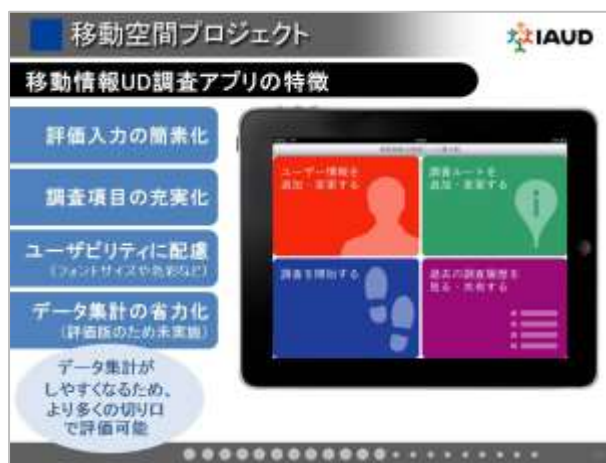 移動空間プロジェクト
IAUD
移動情報UD調査アプリの特徴
評価入力の簡素化
調査項目の充実化
ユーザビリティに配慮
(フォントサイズや色彩など)
データ集計の省力化
(評価版のため未実施)
データ集計が
しやすくなるため、
より多くの切り口
で評価可能
ユーザー情報を
追加・変更する
調査ルートを
追加・変更する
調査を開始する
過去の調査履歴を
見る・共有する